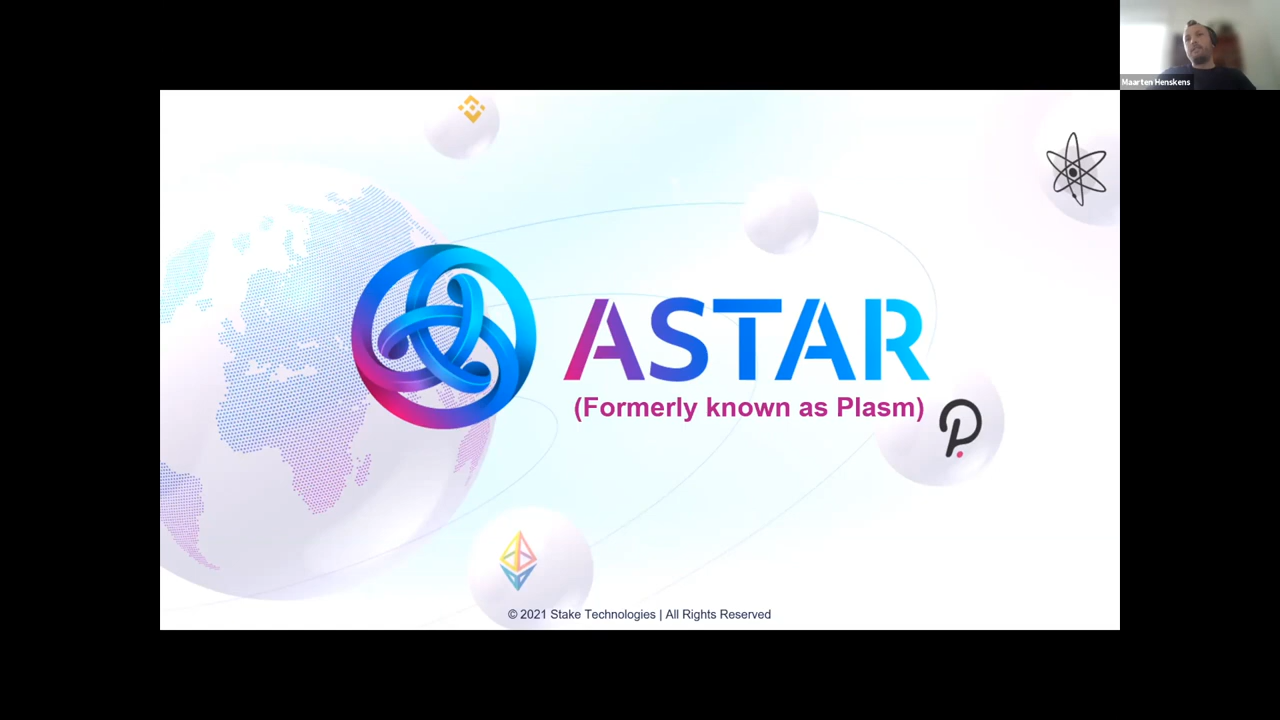 Maarten Henskens
ASTAR
(Formerly known as Plasm)
© 2021 Stake Technologies | All Rights Reserved